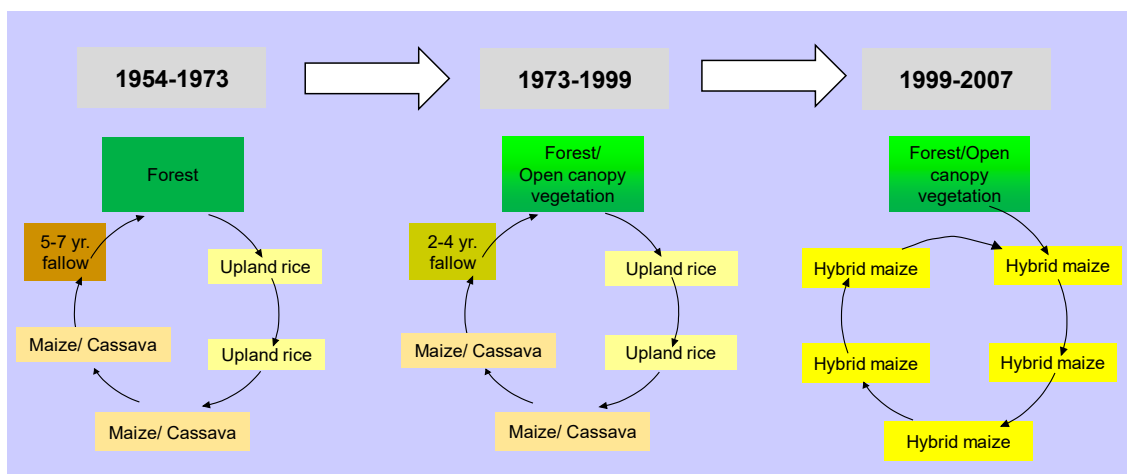 1954-1973
1973-1999
1999-2007
Forest
5-7 yr.
fallow
Upland rice
Upland rice
Maize/ Cassava
Maize/ Cassava
Forest/
Open canopy
vegetation
2-4 yr.
fallow
Upland rice
Upland rice
Maize/ Cassava
Maize/ Cassava
Forest/Open
canopy
vegetation
Hybrid maize
Hybrid maize
Hybrid maize
Hybrid maize
Hybrid maize